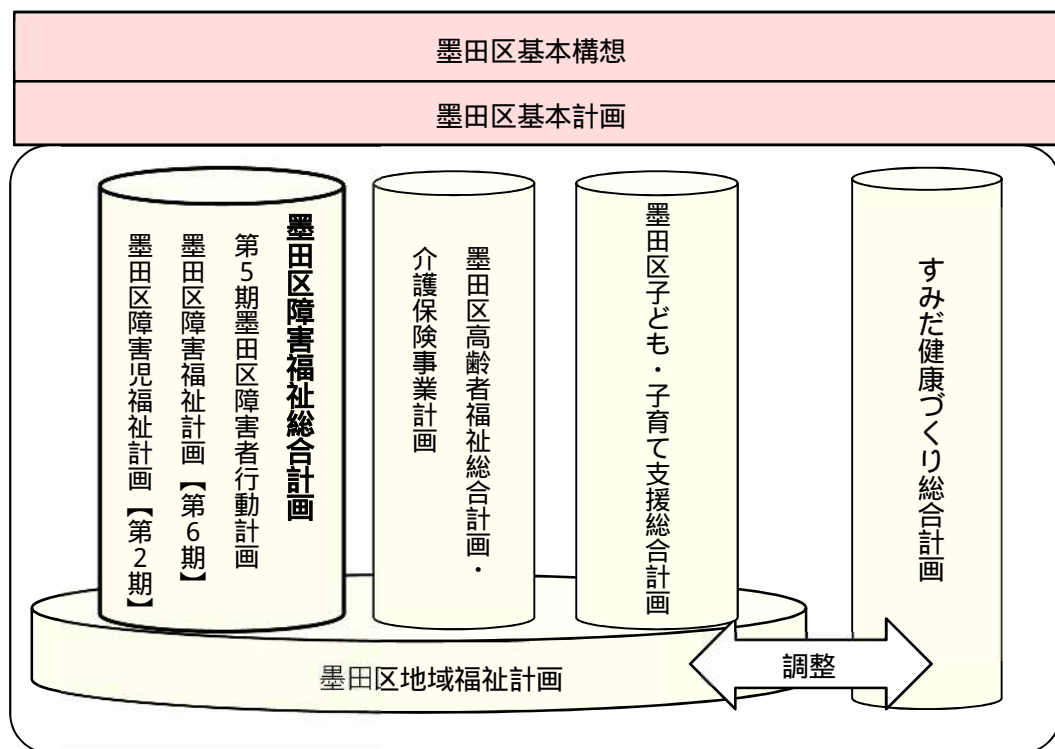 墨田区基本構想
墨田区基本計画
墨田区障害福祉総合計画
第5期墨田区障害者行動計画
墨田区障害福祉計画【第6期】
墨田区障害児福祉計画【第2期】
墨田区高齢者福祉総合計画・
介護保険事業計画
墨田区子ども・子育て支援総合計画
すみだ健康づくり総合計画
墨田区地域福祉計画
調整